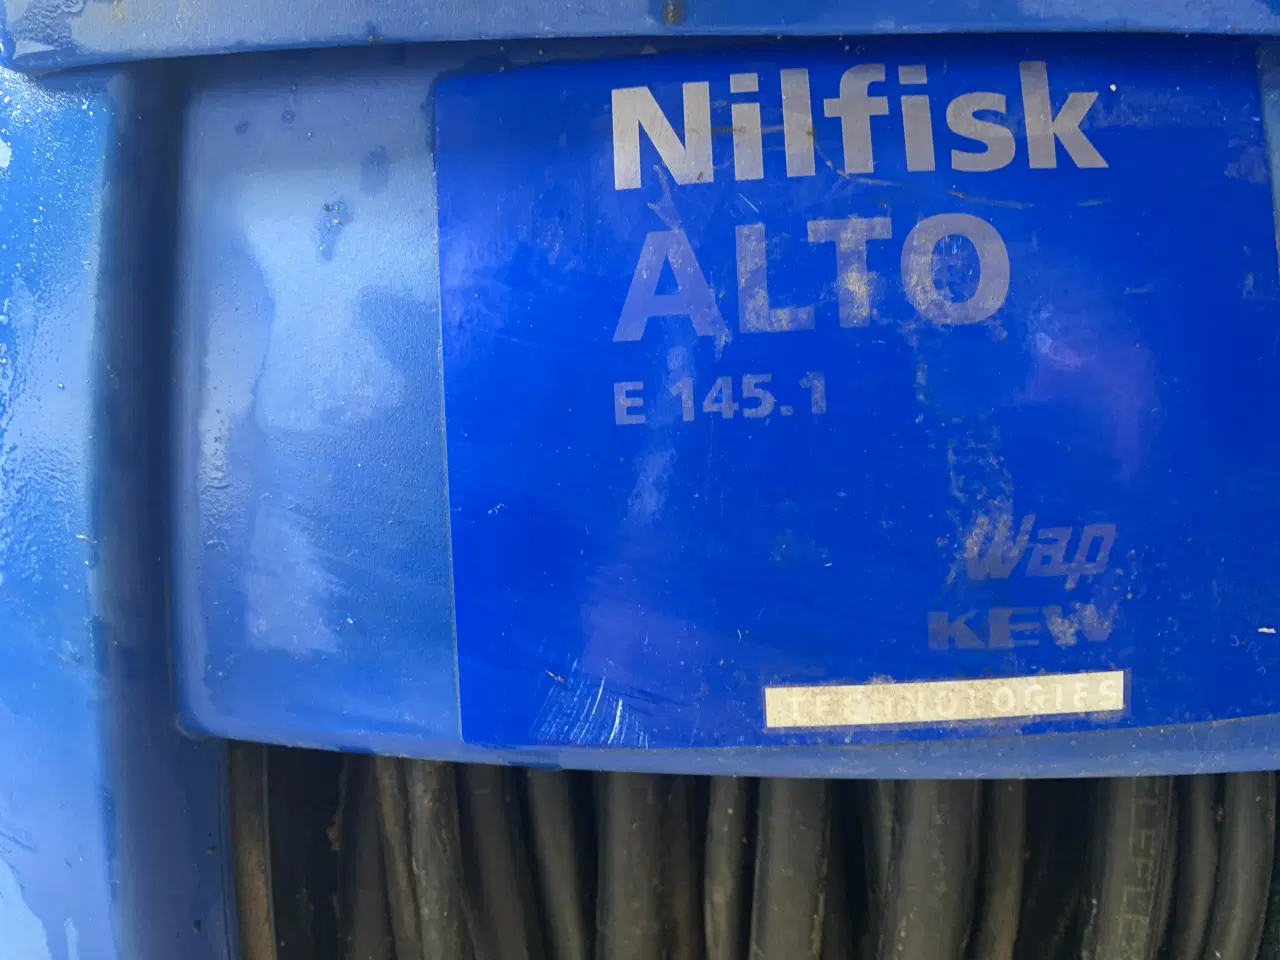 Nilfisk
ALTO
E 145.1
Wap
KEW
TECHNOLOGIES